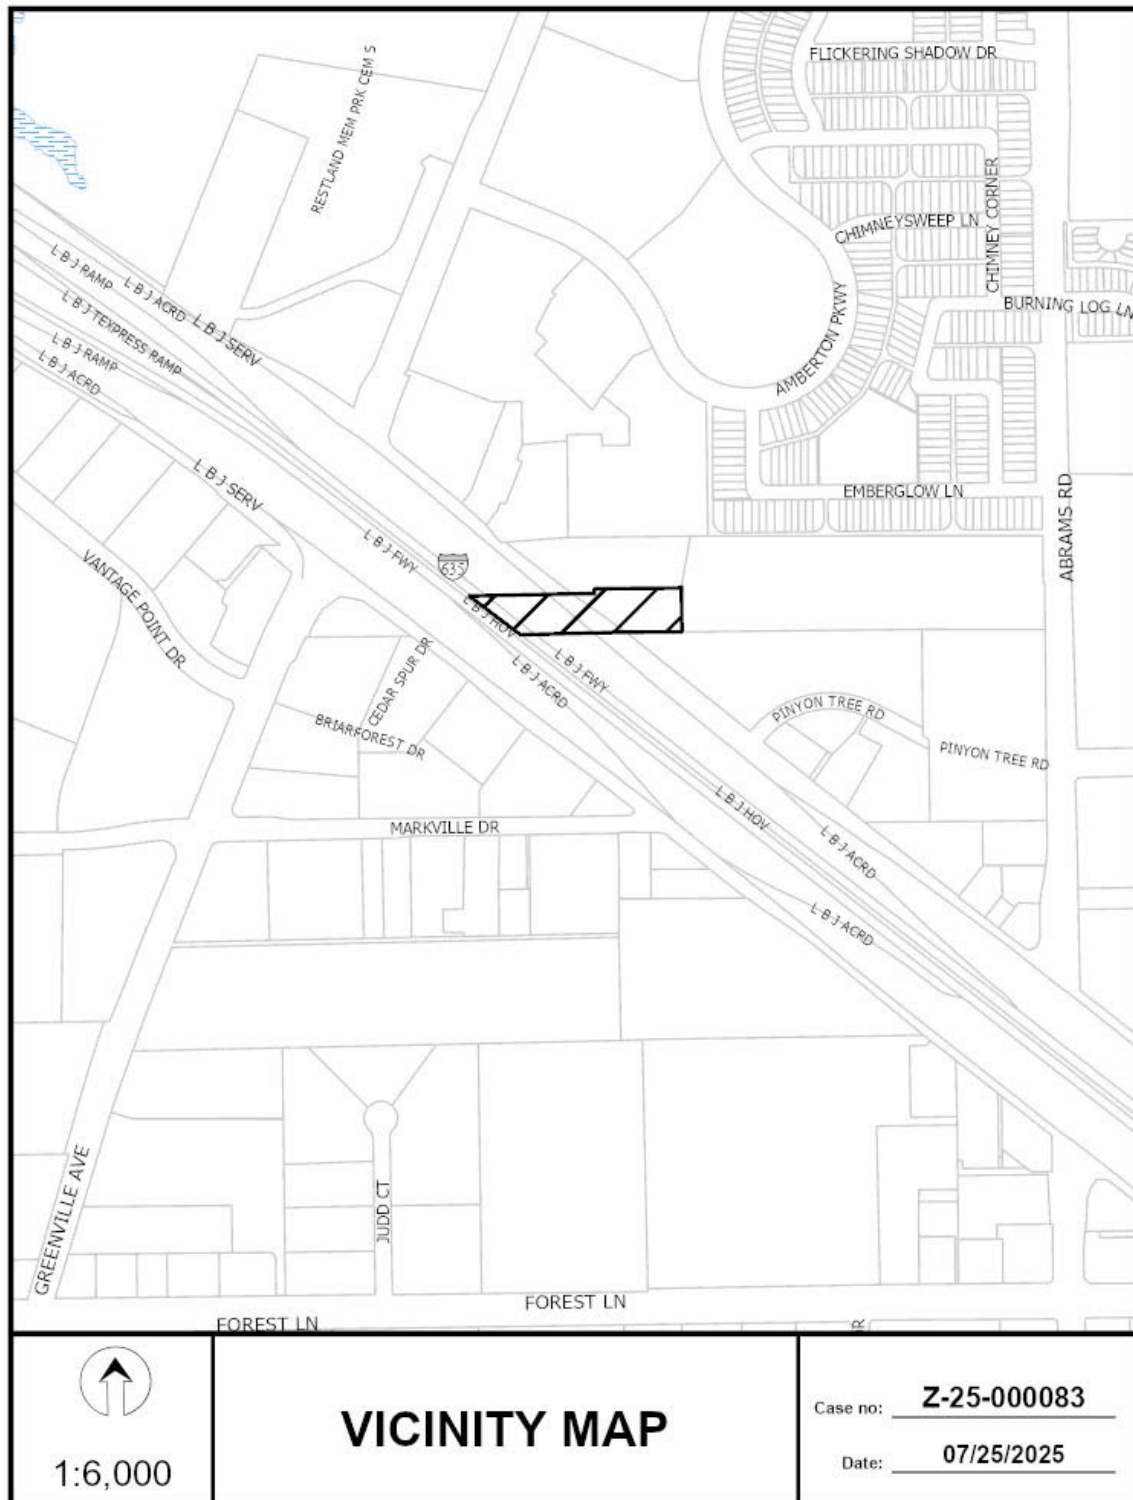 FLICKERING SHADOW DR
RESTLAND MEM PRK CEM S
CHIMNEY CORNER
CHIMNEYSWEEP LN
L B J RAMP
L B J ACRD
L B J SERV
BURNING LOG LN
L B J TEXPRESS RAMP
AMBERTON PKWY
L B J RAMP
L B J ACRD
L B J SERV
EMBERGLOW LN
ABRAMS RD
L B J FWY
635
VANTAGE POINT DR
L B J HOV
L B J FWY
L B J ACRD
CEDAR SPUR DR
BRIARFOREST DR
PINYON TREE RD
PINYON TREE RD
L B J HOV
MARKVILLE DR
L B J ACRD
L B J ACRD
GREENVILLE AVE
JUDD CT
FOREST LN
FOREST LN
1:6,000
VICINITY MAP
Case no: Z-25-000083
Date: 07/25/2025